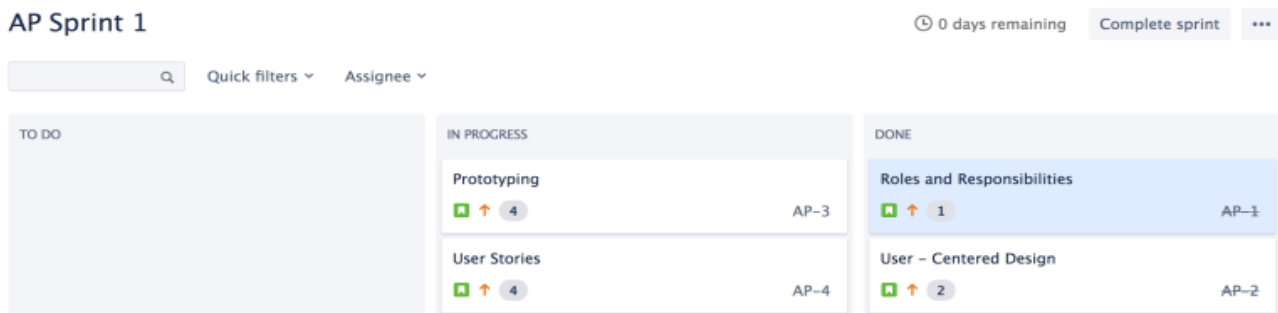 AP Sprint 1
0 days remaining
Complete sprint
Quick filters
Assignee
TO DO
IN PROGRESS
Prototyping
4
AP-3
User Stories
4
AP-4
DONE
Roles and Responsibilities
1
AP-1
User - Centered Design
2
AP-2